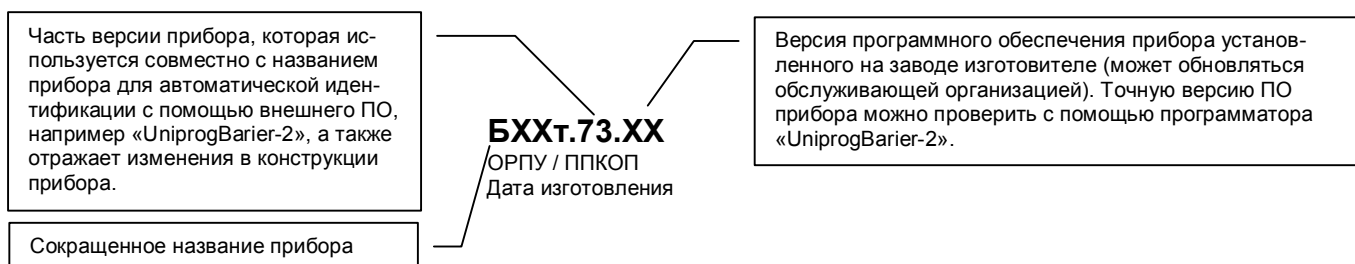 Часть версии прибора, которая ис-
пользуется совместно с названием
прибора для автоматической иден-
тификации с помощью внешнего ПО,
например «UniprogBarier-2», а также
отражает изменения в конструкции
прибора.
Сокращенное название прибора
БХХт.73.ХХ
ОРПУ / ППКОП
Дата изготовления
Версия программного обеспечения прибора установ-
ленного на заводе изготовителе (может обновляться
обслуживающей организацией). Точную версию ПО
прибора можно проверить с помощью программатора
«UniprogBarier-2».